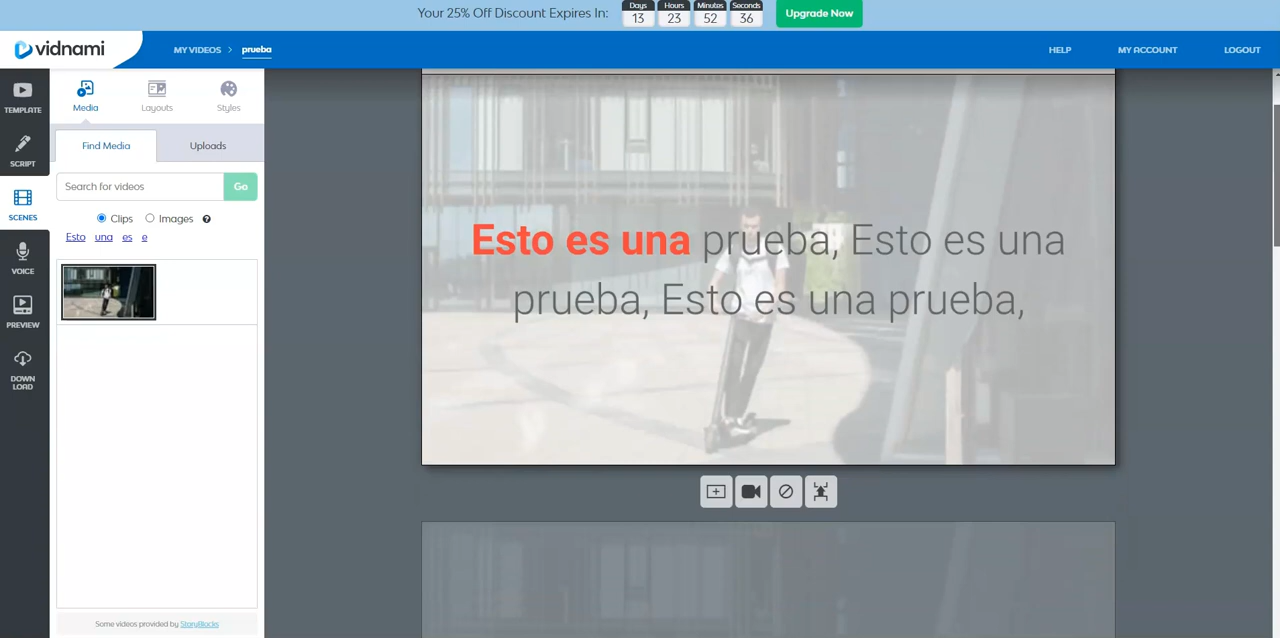 Your 25% Off Discount Expires In:
Days Hours Minutes Seconds
13 23 52 36
Upgrade Now
vidnami
MY VIDEOS > prueba
HELP MY ACCOUNT LOGOUT
TEMPLATE
SCRIPT
SCENES
VOICE
PREVIEW
DOWN
LOAD
Media Layouts Styles
Find Media Uploads
Search for videos Go
Clips Images ?
Esto una es e
Esto es una prueba, Esto es una
prueba, Esto es una prueba,
Some videos provided by StoryBlocks